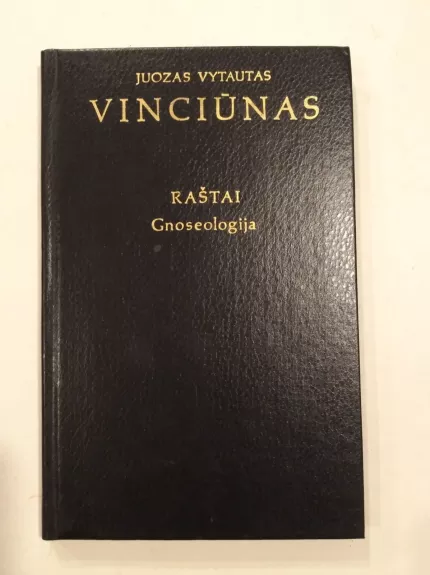 JUOZAS VYTAUTAS
VINCIŪNAS
RAŠTAI
Gnoseologija